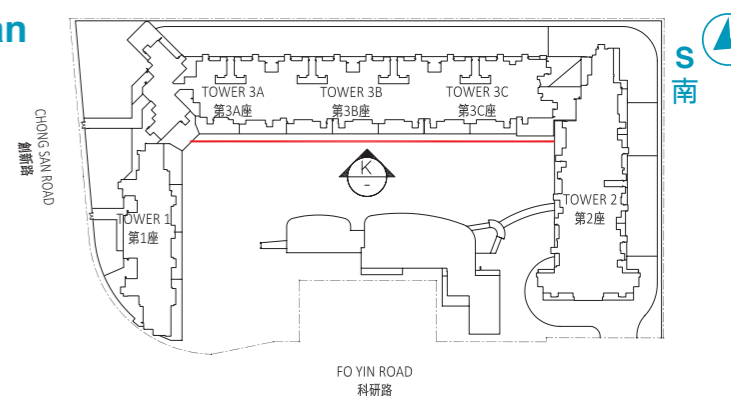 an
S
南
TOWER 3A
第3A座
TOWER 3B
第3B座
TOWER 3C
第3C座
CHONG SAN ROAD
創新路
K
-
TOWER 1
第1座
TOWER 2
第2座
FO YIN ROAD
科研路